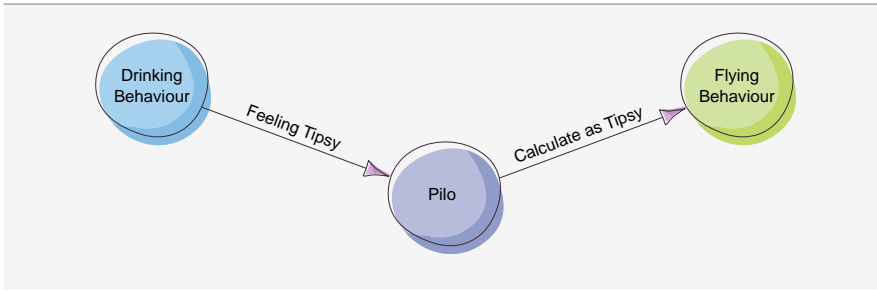 Drinking
Behaviour
Feeling Tipsy
Pilo
Calculate as Tipsy
Flying
Behaviour